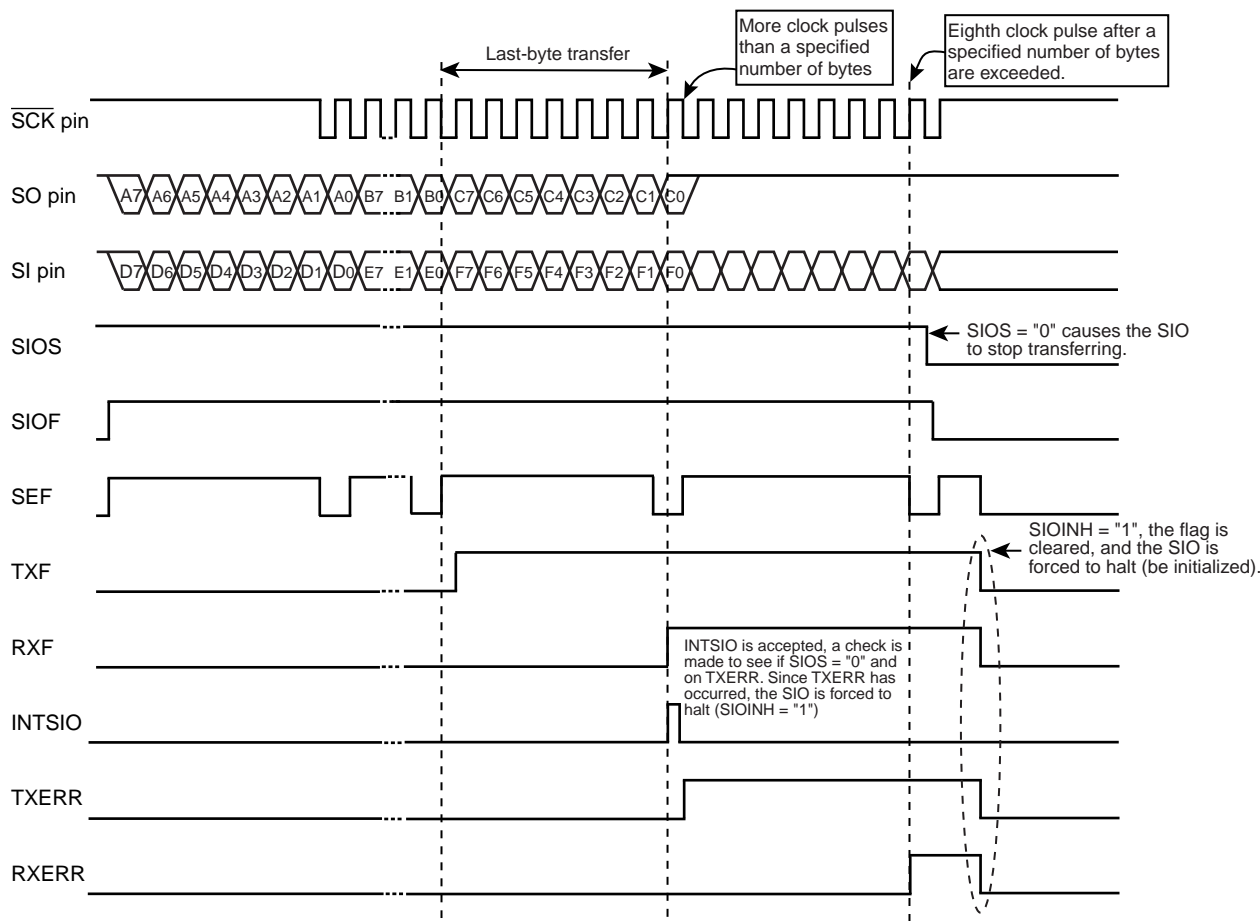 More clock pulses
than a specified
number of bytes
Eighth clock pulse after a
specified number of bytes
are exceeded.
Last-byte transfer
SCK pin
SO pin
A7 A6 A5 A4 A3 A2 A1 A0 B7 B1 B0 C7 C6 C5 C4 C3 C2 C1 C0
SI pin
D7 D6 D5 D4 D3 D2 D1 D0 E7 E1 E0 F7 F6 F5 F4 F3 F2 F1 F0
SIOS
SIOS = "0" causes the SIO
to stop transferring.
SIOF
SEF
SIOINH = "1", the flag is
cleared, and the SIO is
forced to halt (be initialized).
TXF
RXF
INTSIO is accepted, a check is
made to see if SIOS = "0" and
on TXERR. Since TXERR has
occurred, the SIO is forced to
halt (SIOINH = "1")
INTSIO
TXERR
RXERR